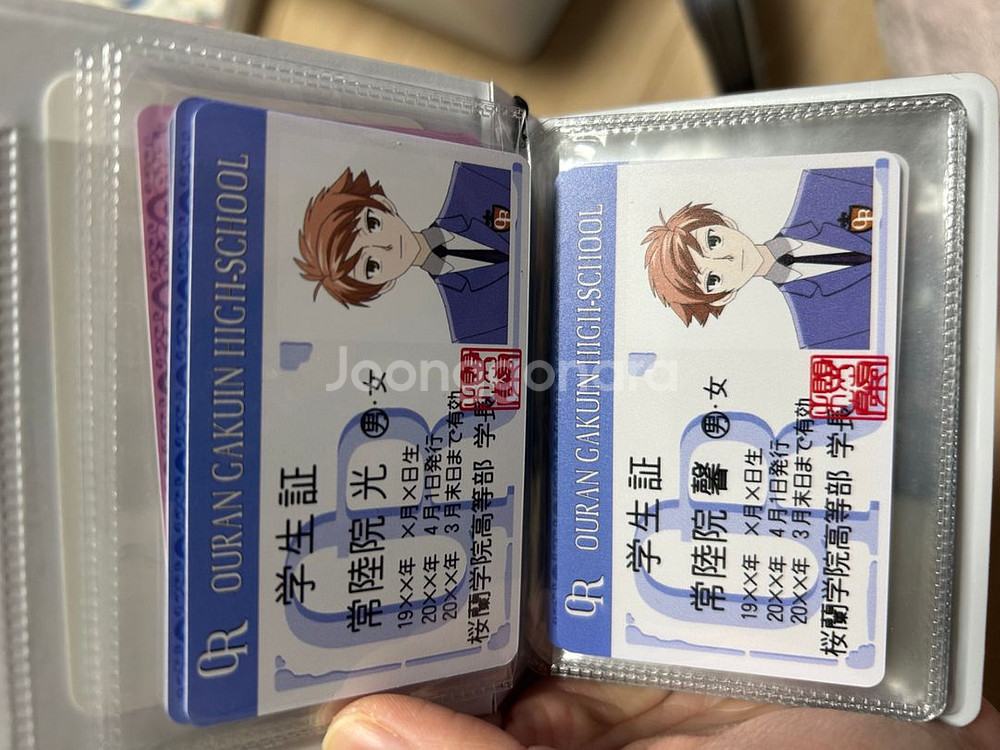 OR OURAN GAKUIN HIGH-SCHOOL
学生証
常陸院 光 男・女
19××年 ×月×日生
20××年 4月1日発行
20××年 3月末日まで有効
桜蘭学院高等部 学長
OR OURAN GAKUIN HIGH-SCHOOL
学生証
常陸院 馨 男・女
19××年 ×月×日生
20××年 4月1日発行
20××年 3月末日まで有効
桜蘭学院高等部 学長
Joonggonara